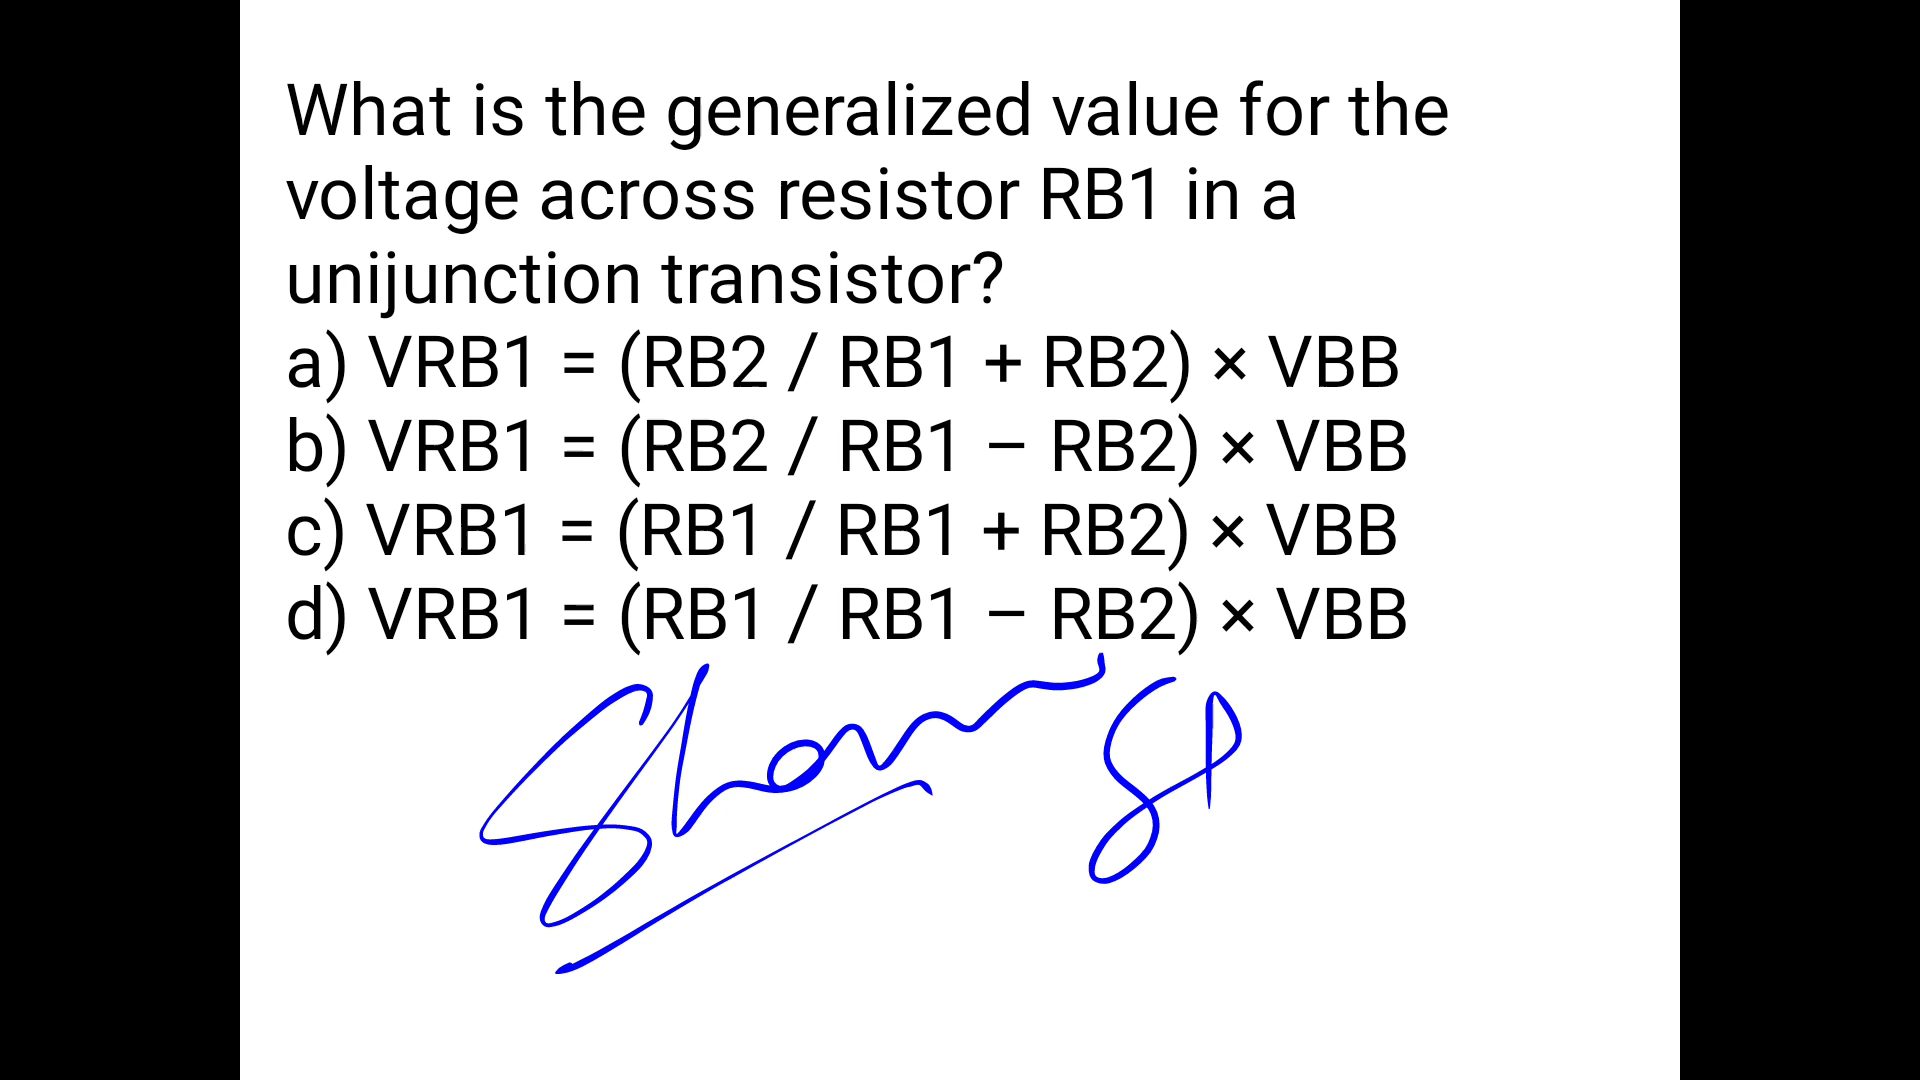 What is the generalized value for the
voltage across resistor RB1 in a
unijunction transistor?
a) VRB1 = (RB2 / RB1 + RB2) × VBB
b) VRB1 = (RB2 / RB1 – RB2) × VBB
c) VRB1 = (RB1 / RB1 + RB2) × VBB
d) VRB1 = (RB1 / RB1 – RB2) × VBB
SP